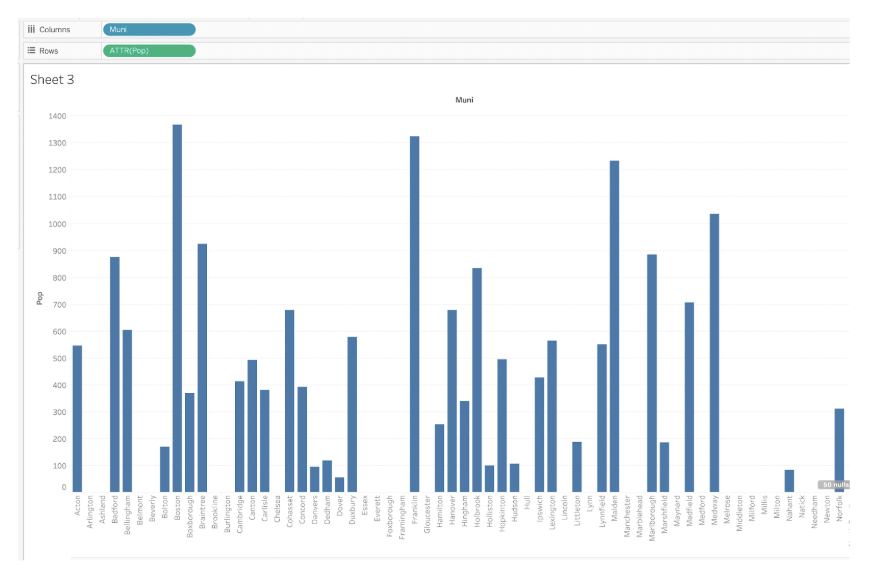 Columns Muni
Rows ATTR(Pop)
Sheet 3
Muni
1400
1300
1200
1100
1000
900
800
700
600
500
400
300
200
100
0
Pop
Acton
Arlington
Ashland
Bedford
Bellingham
Belmont
Beverly
Bolton
Boston
Boxborough
Braintree
Brookline
Burlington
Cambridge
Canton
Carlisle
Chelsea
Cohasset
Concord
Danvers
Dedham
Dover
Duxbury
Essex
Everett
Foxborough
Framingham
Franklin
Gloucester
Hamilton
Hanover
Hingham
Holbrook
Holliston
Hopkinton
Hudson
Hull
Ipswich
Lexington
Lincoln
Littleton
Lynn
Lynnfield
Malden
Manchester
Marblehead
Marlborough
Marshfield
Maynard
Medfield
Medford
Medway
Melrose
Middleton
Milford
Millis
Milton
Nahant
Natick
Needham
Newton
Norfolk
nulls